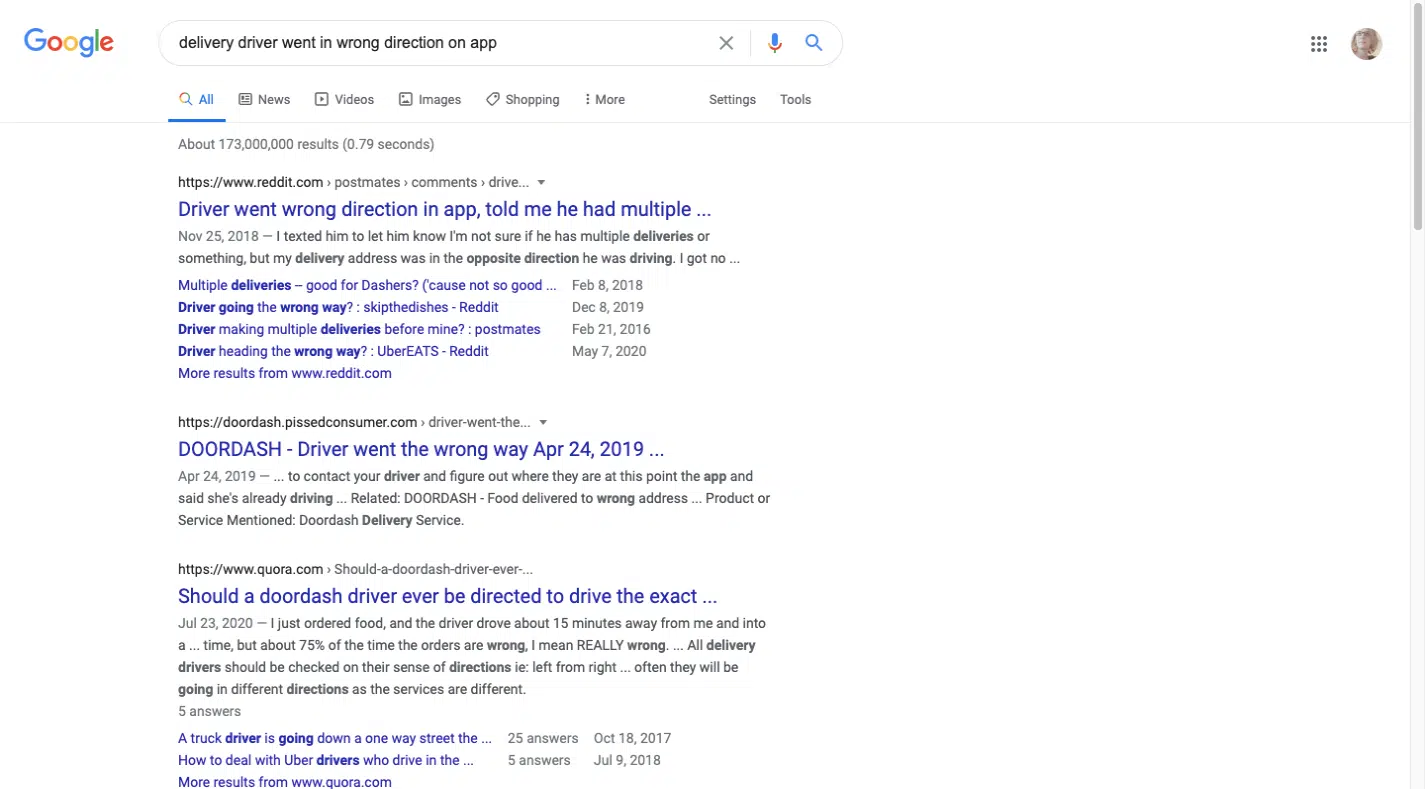 Google
delivery driver went in wrong direction on app
All News Videos Images Shopping More Settings Tools
About 173,000,000 results (0.79 seconds)
https://www.reddit.com › postmates › comments › drive...
Driver went wrong direction in app, told me he had multiple ...
Nov 25, 2018 — I texted him to let him know I'm not sure if he has multiple deliveries or
something, but my delivery address was in the opposite direction he was driving. I got no ...
Multiple deliveries – good for Dashers? ('cause not so good ... Feb 8, 2018
Driver going the wrong way? : skipthedishes - Reddit Dec 8, 2019
Driver making multiple deliveries before mine? : postmates Feb 21, 2016
Driver heading the wrong way? : UberEATS - Reddit May 7, 2020
More results from www.reddit.com
https://doordash.pissedconsumer.com › driver-went-the...
DOORDASH - Driver went the wrong way Apr 24, 2019 ...
Apr 24, 2019 — ... to contact your driver and figure out where they are at this point the app and
said she's already driving ... Related: DOORDASH - Food delivered to wrong address ... Product or
Service Mentioned: Doordash Delivery Service.
https://www.quora.com › Should-a-doordash-driver-ever-...
Should a doordash driver ever be directed to drive the exact ...
Jul 23, 2020 — I just ordered food, and the driver drove about 15 minutes away from me and into
a ... time, but about 75% of the time the orders are wrong, I mean REALLY wrong. ... All delivery
drivers should be checked on their sense of directions ie: left from right ... often they will be
going in different directions as the services are different.
5 answers
A truck driver is going down a one way street the ... 25 answers Oct 18, 2017
How to deal with Uber drivers who drive in the ... 5 answers Jul 9, 2018
More results from www.quora.com